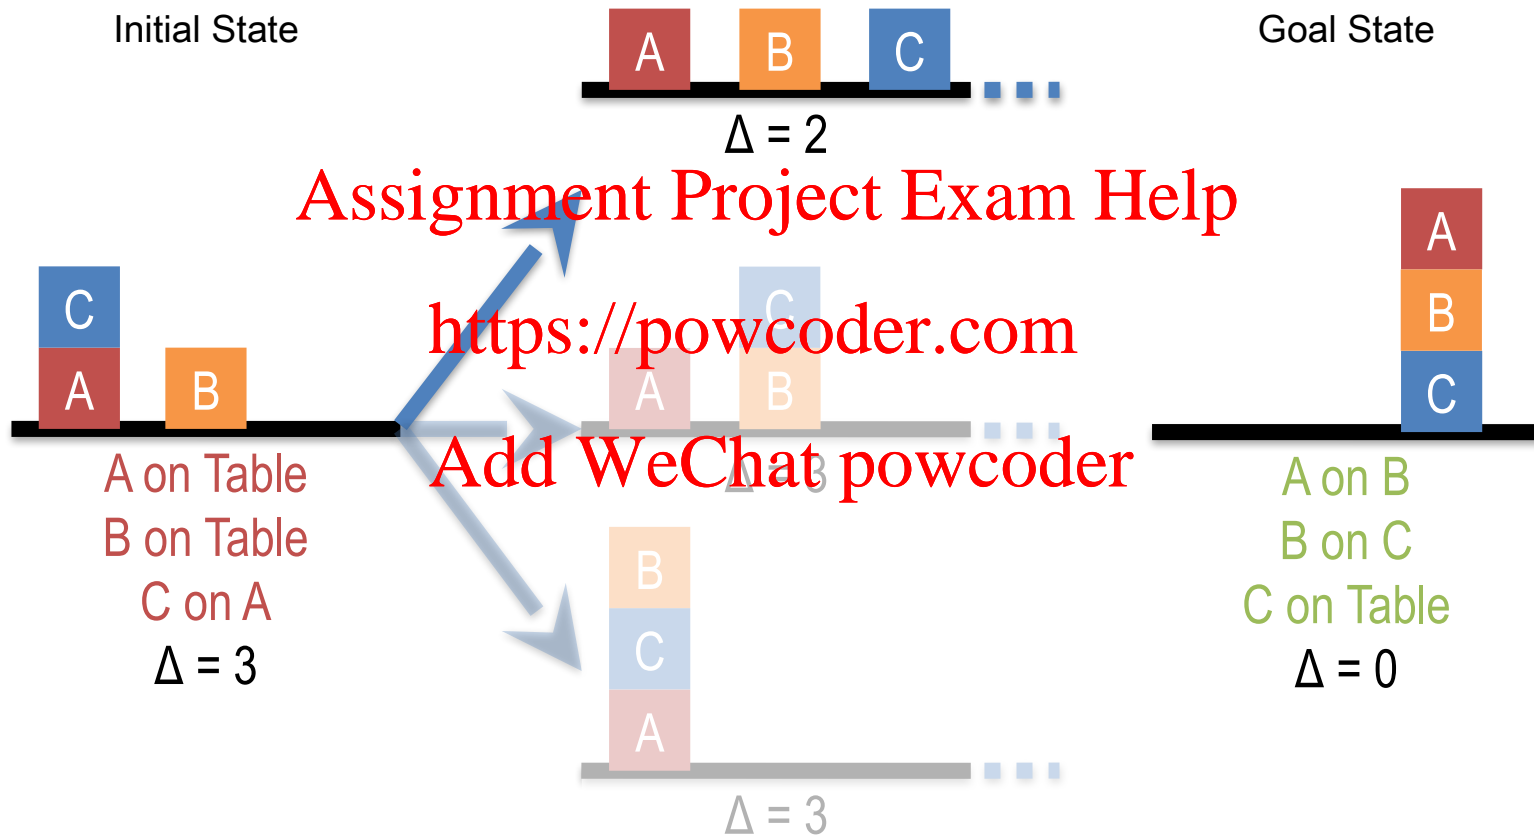 Initial State
A B C
Goal State
Δ = 2
Assignment Project Exam Help
https://powcoder.com
Add WeChat powcoder
C
A B
A on Table
B on Table
C on A
Δ = 3
C
A B
Δ = 3
B
C
A
Δ = 3
A
B
C
A on B
B on C
C on Table
Δ = 0